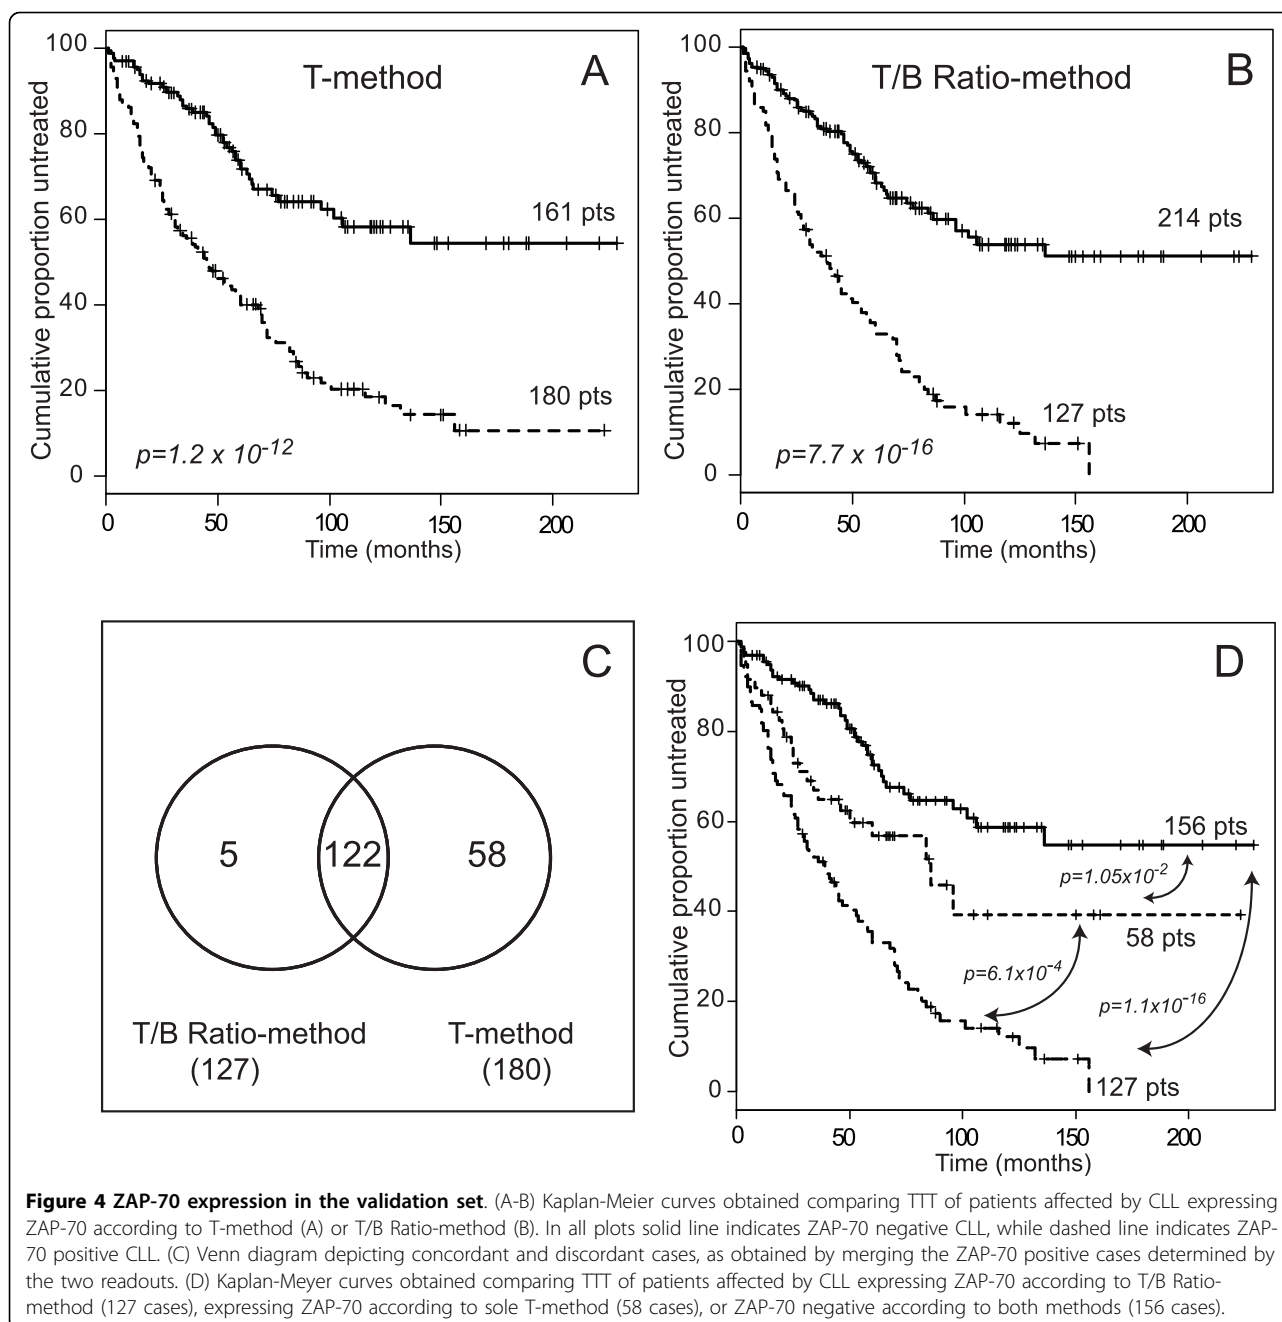 A
T-method
Cumulative proportion untreated
100
80
60
40
20
0
161 pts
180 pts
p=1.2 x 10-12
0 50 100 150 200
Time (months)
B
T/B Ratio-method
Cumulative proportion untreated
100
80
60
40
20
0
214 pts
127 pts
p=7.7 x 10-16
0 50 100 150 200
Time (months)
C
5 122 58
T/B Ratio-method T-method
(127) (180)
D
Cumulative proportion untreated
100
80
60
40
20
0
156 pts
p=1.05x10-2
58 pts
p=6.1x10-4
p=1.1x10-16
127 pts
0 50 100 150 200
Time (months)
Figure 4 ZAP-70 expression in the validation set. (A-B) Kaplan-Meier curves obtained comparing TTT of patients affected by CLL expressing
ZAP-70 according to T-method (A) or T/B Ratio-method (B). In all plots solid line indicates ZAP-70 negative CLL, while dashed line indicates ZAP-
70 positive CLL. (C) Venn diagram depicting concordant and discordant cases, as obtained by merging the ZAP-70 positive cases determined by
the two readouts. (D) Kaplan-Meyer curves obtained comparing TTT of patients affected by CLL expressing ZAP-70 according to T/B Ratio-
method (127 cases), expressing ZAP-70 according to sole T-method (58 cases), or ZAP-70 negative according to both methods (156 cases).